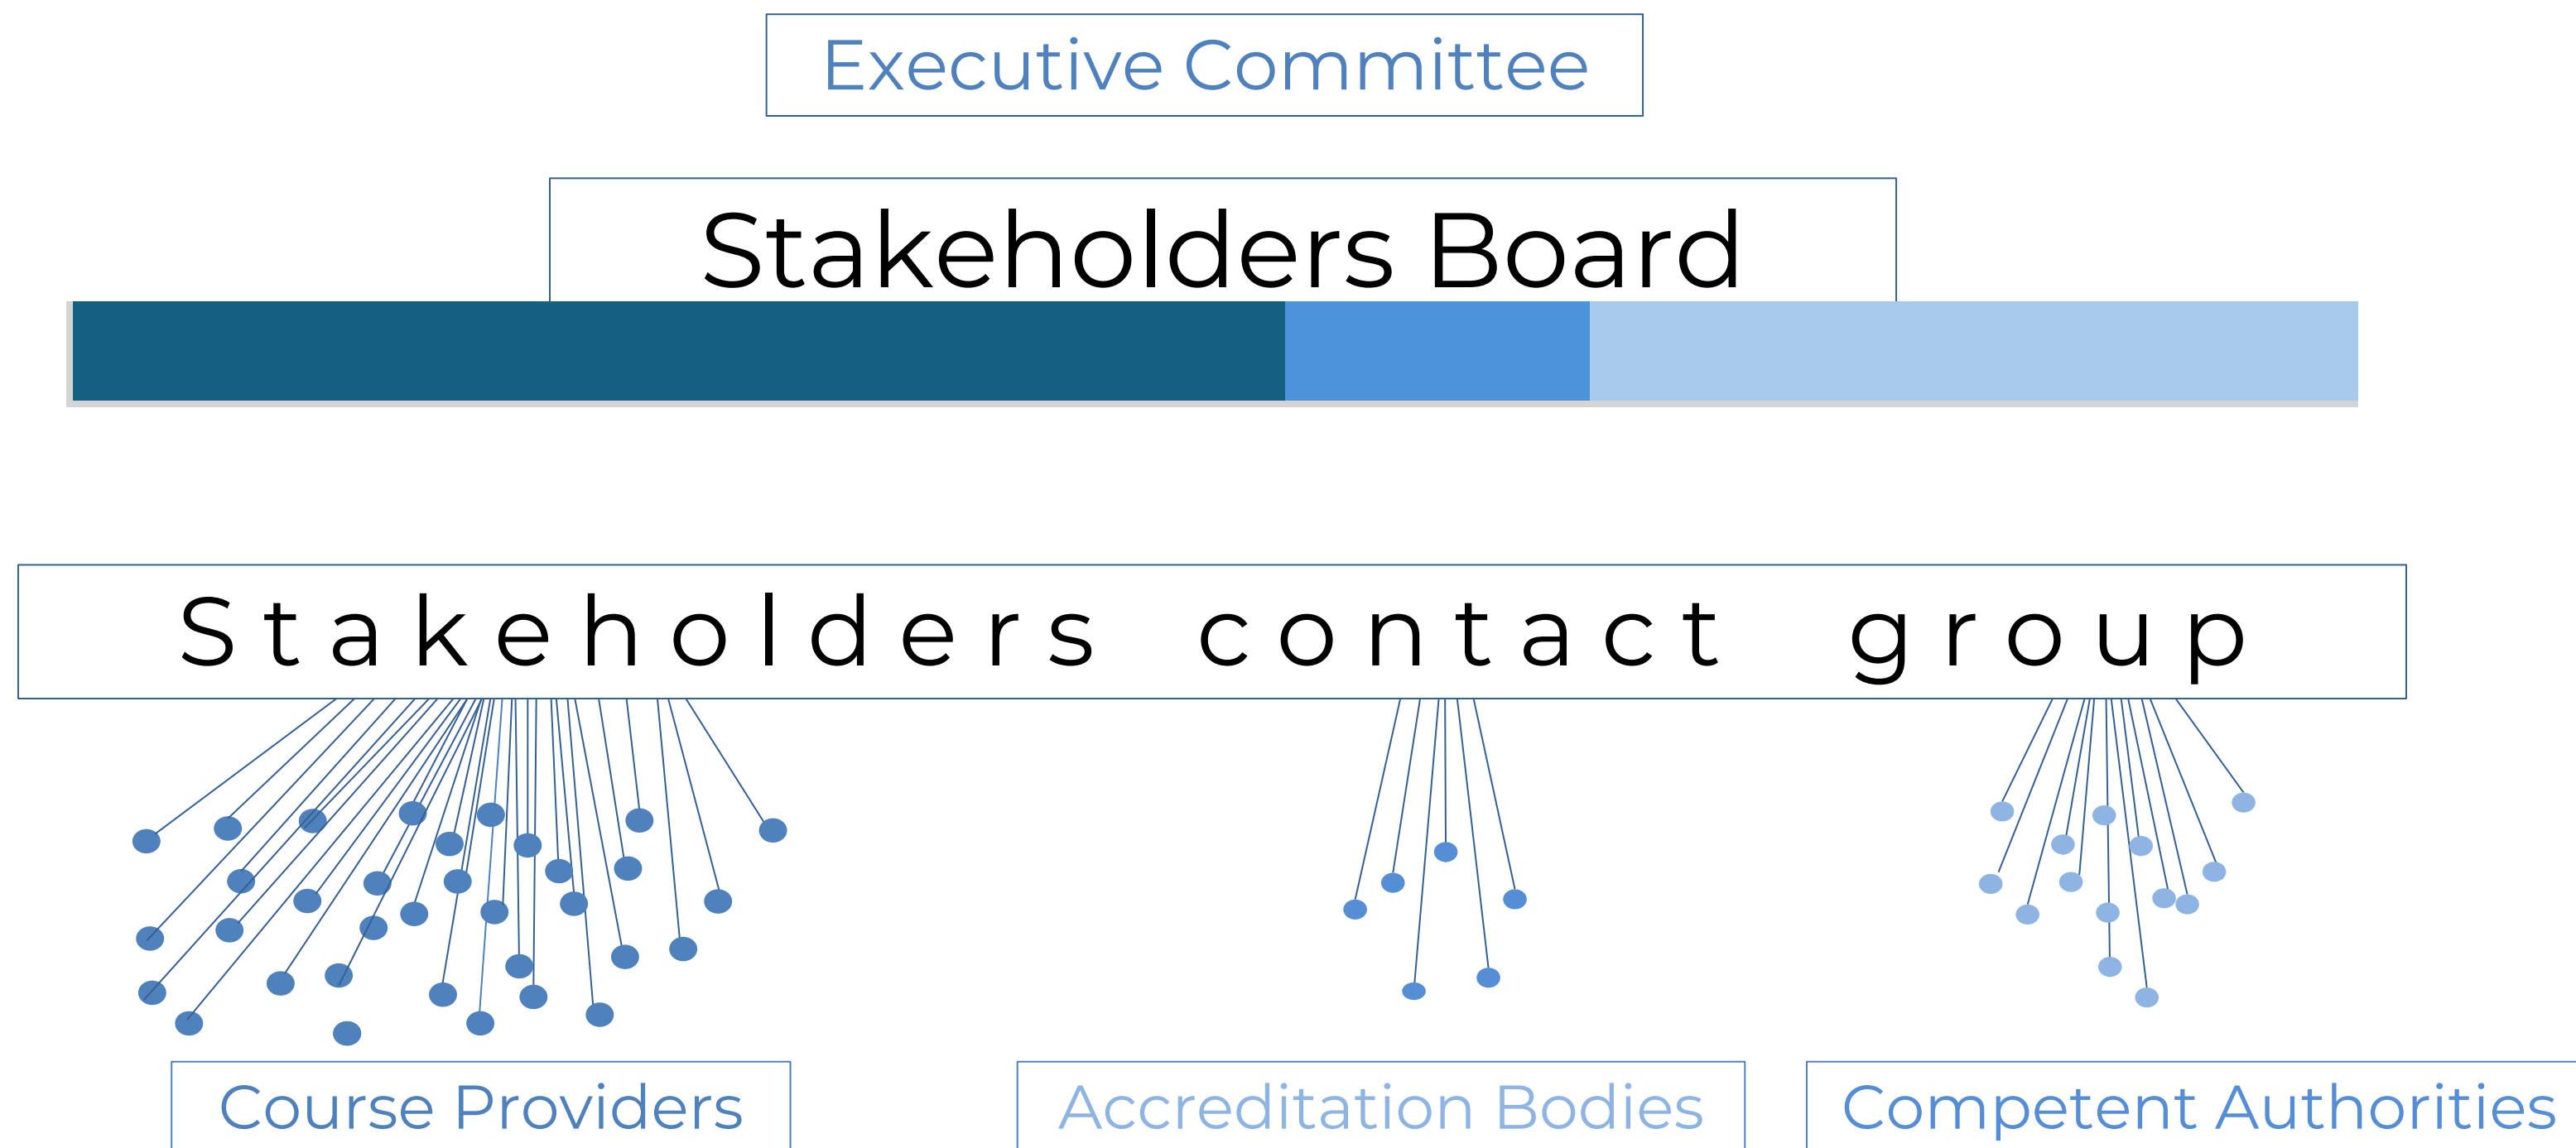 Executive Committee
Stakeholders Board
Stakeholders contact group
Course Providers
Accreditation Bodies
Competent Authorities